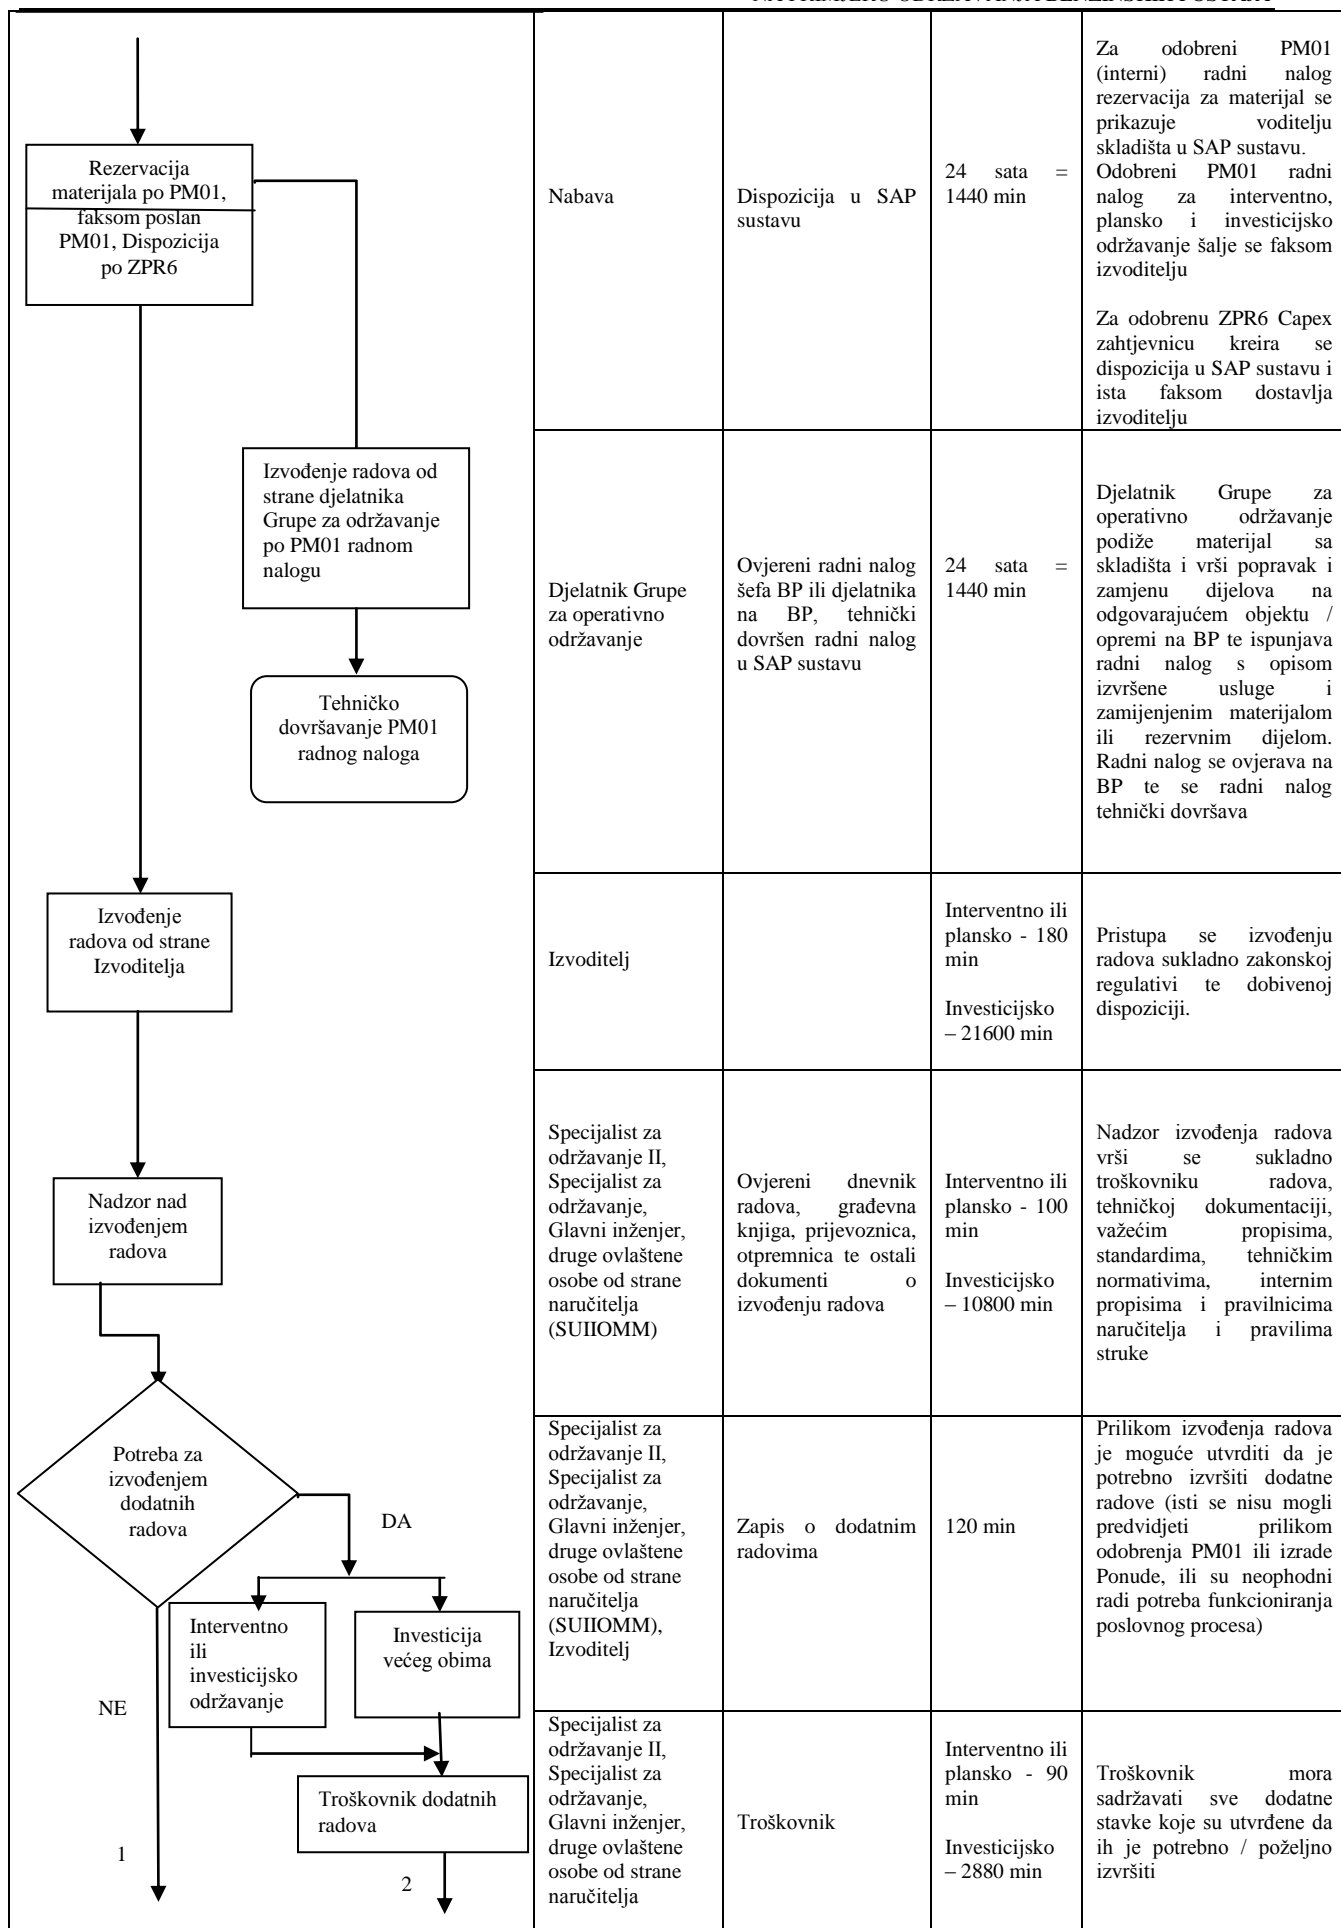 Rezervacija
materijala po PM01,
faksom poslan
PM01, Dispozicija
po ZPR6
Nabava
Dispozicija u SAP
sustavu
24 sata =
1440 min
Za odobreni PM01
(interni) radni nalog
rezervacija za materijal se
prikazuje voditelju
skladišta u SAP sustavu.
Odobreni PM01 radni
nalog za interventno,
plansko i investicijsko
održavanje šalje se faksom
izvoditelju
Za odobrenu ZPR6 Capex
zahtjevnicu kreira se
dispozicija u SAP sustavu i
ista faksom dostavlja
izvoditelju
Izvođenje radova od
strane djelatnika
Grupe za održavanje
po PM01 radnom
nalogu
Tehničko
dovršavanje PM01
radnog naloga
Djelatnik Grupe
za operativno
održavanje
Ovjereni radni nalog
šefa BP ili djelatnika
na BP, tehnički
dovršen radni nalog
u SAP sustavu
24 sata =
1440 min
Djelatnik Grupe za
operativno održavanje
podiže materijal sa
skladišta i vrši popravak i
zamjenu dijelova na
odgovarajućem objektu /
opremi na BP te ispunjava
radni nalog s opisom
izvršene usluge i
zamijenjenim materijalom
ili rezervnim dijelom.
Radni nalog se ovjerava na
BP te se radni nalog
tehnički dovršava
Izvođenje
radova od strane
Izvoditelja
Izvoditelj
Interventno ili
plansko - 180
min
Investicijsko
– 21600 min
Pristupa se izvođenju
radova sukladno zakonskoj
regulativi te dobivenoj
dispoziciji.
Nadzor nad
izvođenjem
radova
Specijalist za
održavanje II,
Specijalist za
održavanje,
Glavni inženjer,
druge ovlaštene
osobe od strane
naručitelja
(SUIIOMM)
Ovjereni dnevnik
radova, građevna
knjiga, prijevoznica,
otpremnica te ostali
dokumenti o
izvođenju radova
Interventno ili
plansko - 100
min
Investicijsko
– 10800 min
Nadzor izvođenja radova
vrši se sukladno
troškovniku radova,
tehničkoj dokumentaciji,
važećim propisima,
standardima, tehničkim
normativima, internim
propisima i pravilnicima
naručitelja i pravilima
struke
Potreba za
izvođenjem
dodatnih
radova
DA
Interventno
ili
investicijsko
održavanje
Investicija
većeg obima
NE
Specijalist za
održavanje II,
Specijalist za
održavanje,
Glavni inženjer,
druge ovlaštene
osobe od strane
naručitelja
(SUIIOMM),
Izvoditelj
Zapis o dodatnim
radovima
120 min
Prilikom izvođenja radova
je moguće utvrditi da je
potrebno izvršiti dodatne
radove (isti se nisu mogli
predvidjeti prilikom
odobrenja PM01 ili izrade
Ponude, ili su neophodni
radi potreba funkcioniranja
poslovnog procesa)
Troškovnik dodatnih
radova
1
2
Specijalist za
održavanje II,
Specijalist za
održavanje,
Glavni inženjer,
druge ovlaštene
osobe od strane
naručitelja
Troškovnik
Interventno ili
plansko - 90
min
Investicijsko
– 2880 min
Troškovnik mora
sadržavati sve dodatne
stavke koje su utvrđene da
ih je potrebno / poželjno
izvršiti